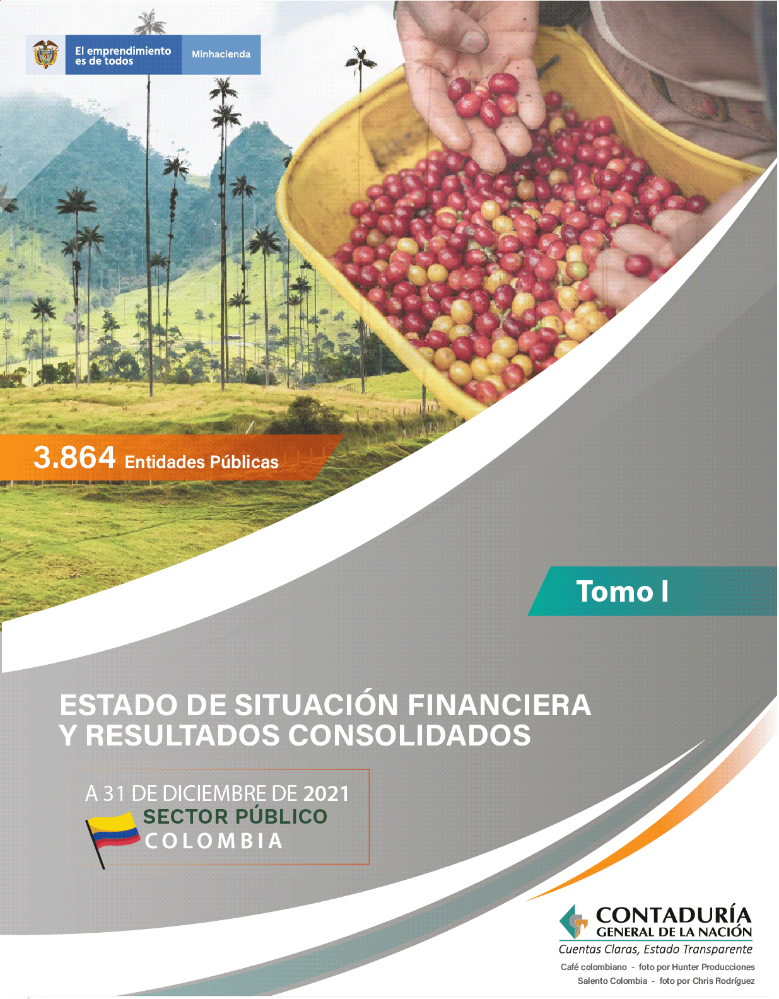 El emprendimiento
es de todos
Minhacienda
3.864 Entidades Públicas
Tomo I
ESTADO DE SITUACIÓN FINANCIERA
Y RESULTADOS CONSOLIDADOS
A 31 DE DICIEMBRE DE 2021
SECTOR PÚBLICO
COLOMBIA
CONTADURÍA
GENERAL DE LA NACIÓN
Cuentas Claras, Estado Transparente
Café colombiano - foto por Hunter Producciones
Salento Colombia - foto por Chris Rodríguez